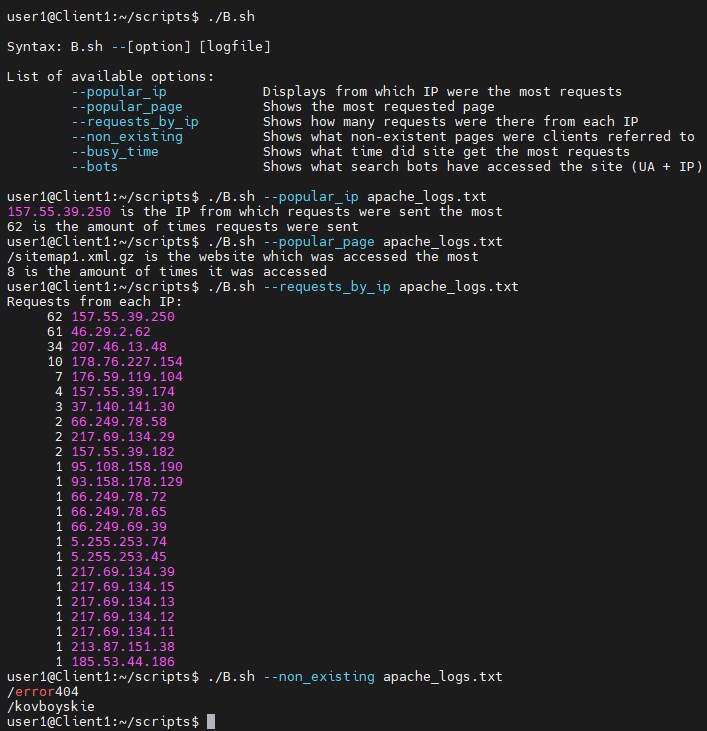 user1@Client1:~/scripts$ ./B.sh
Syntax: B.sh --[option] [logfile]
List of available options:
--popular_ip Displays from which IP were the most requests
--popular_page Shows the most requested page
--requests_by_ip Shows how many requests were there from each IP
--non_existing Shows what non-existent pages were clients referred to
--busy_time Shows what time did site get the most requests
--bots Shows what search bots have accessed the site (UA + IP)
user1@Client1:~/scripts$ ./B.sh --popular_ip apache_logs.txt
157.55.39.250 is the IP from which requests were sent the most
62 is the amount of times requests were sent
user1@Client1:~/scripts$ ./B.sh --popular_page apache_logs.txt
/sitemap1.xml.gz is the website which was accessed the most
8 is the amount of times it was accessed
user1@Client1:~/scripts$ ./B.sh --requests_by_ip apache_logs.txt
Requests from each IP:
62 157.55.39.250
61 46.29.2.62
34 207.46.13.48
10 178.76.227.154
7 176.59.119.104
4 157.55.39.174
3 37.140.141.30
2 66.249.78.58
2 217.69.134.29
2 157.55.39.182
1 95.108.158.190
1 93.158.178.129
1 66.249.78.72
1 66.249.78.65
1 66.249.69.39
1 5.255.253.74
1 5.255.253.45
1 217.69.134.39
1 217.69.134.15
1 217.69.134.13
1 217.69.134.12
1 217.69.134.11
1 213.87.151.38
1 185.53.44.186
user1@Client1:~/scripts$ ./B.sh --non_existing apache_logs.txt
/error404
/kovboyskie
user1@Client1:~/scripts$